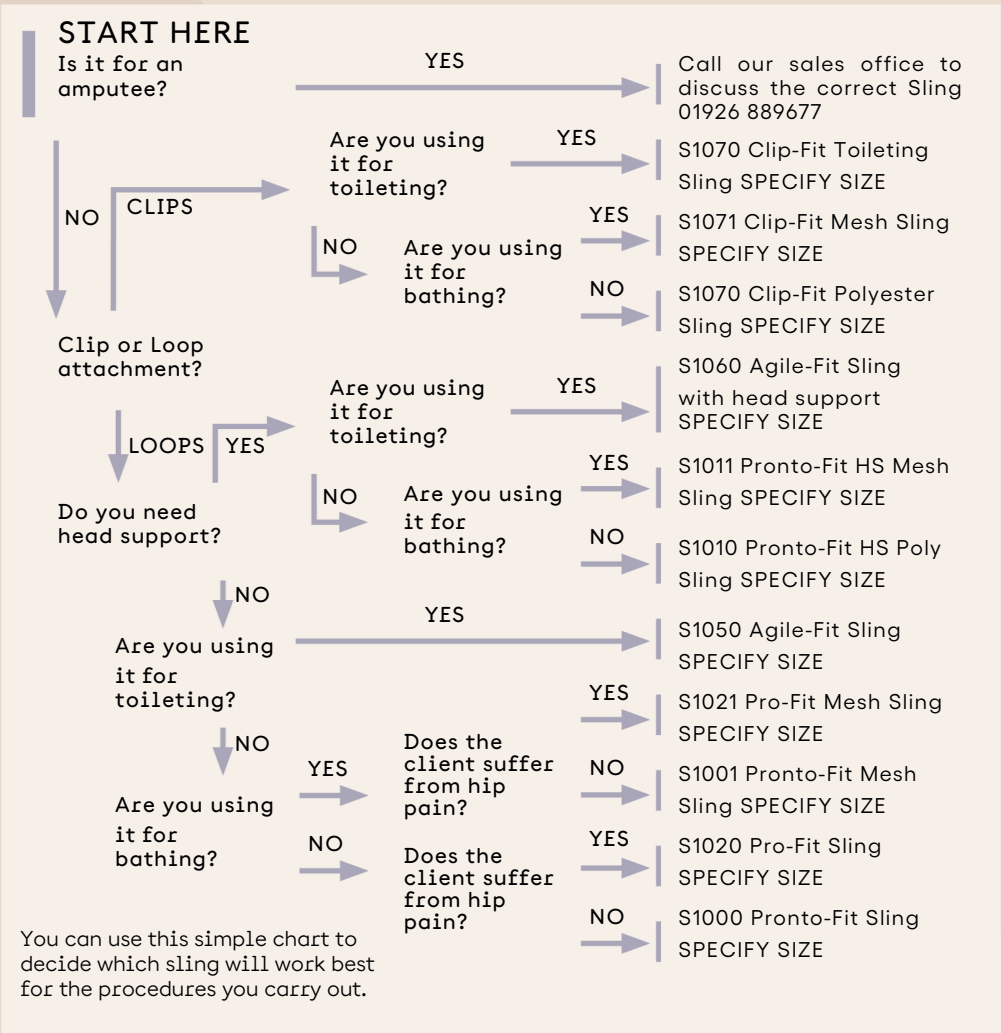 START HERE
Is it for an
amputee?
YES
Call our sales office to
discuss the correct Sling
01926 889677
NO
CLIPS
Are you using
it for
toileting?
YES
S1070 Clip-Fit Toileting
Sling SPECIFY SIZE
NO
Are you using
it for
bathing?
YES
S1071 Clip-Fit Mesh Sling
SPECIFY SIZE
NO
S1070 Clip-Fit Polyester
Sling SPECIFY SIZE
Clip or Loop
attachment?
LOOPS
Do you need
head support?
YES
Are you using
it for
toileting?
YES
S1060 Agile-Fit Sling
with head support
SPECIFY SIZE
NO
Are you using
it for
bathing?
YES
S1011 Pronto-Fit HS Mesh
Sling SPECIFY SIZE
NO
S1010 Pronto-Fit HS Poly
Sling SPECIFY SIZE
NO
Are you using
it for
toileting?
YES
S1050 Agile-Fit Sling
SPECIFY SIZE
NO
Are you using
it for
bathing?
YES
Does the
client suffer
from hip
pain?
YES
S1021 Pro-Fit Mesh Sling
SPECIFY SIZE
NO
S1001 Pronto-Fit Mesh
Sling SPECIFY SIZE
NO
Does the
client suffer
from hip
pain?
YES
S1020 Pro-Fit Sling
SPECIFY SIZE
NO
S1000 Pronto-Fit Sling
SPECIFY SIZE
You can use this simple chart to
decide which sling will work best
for the procedures you carry out.